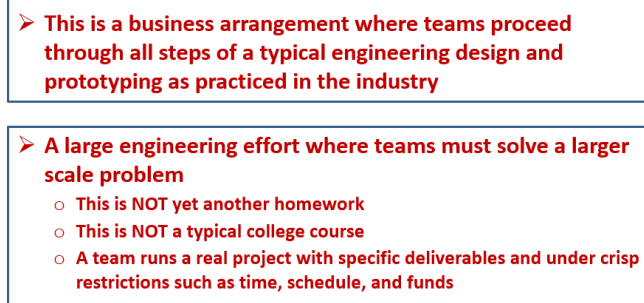 ➢ This is a business arrangement where teams proceed
through all steps of a typical engineering design and
prototyping as practiced in the industry
➢ A large engineering effort where teams must solve a larger
scale problem
o This is NOT yet another homework
o This is NOT a typical college course
o A team runs a real project with specific deliverables and under crisp
restrictions such as time, schedule, and funds